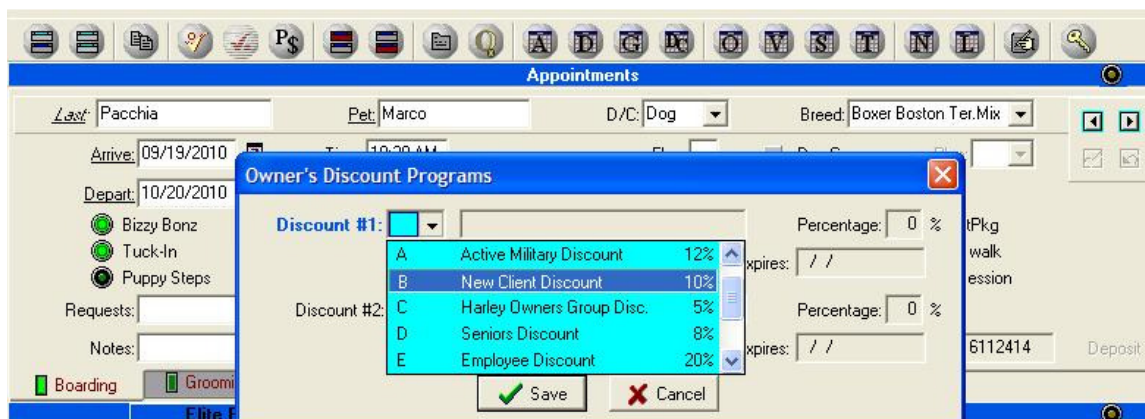 P$ Q A D G DC O V S T N L
Appointments
Last: Pacchia Pet: Marco D/C: Dog Breed: Boxer Boston Ter.Mix
Arrive: 09/19/2010
Depart: 10/20/2010
Owner's Discount Programs
Bizzy Bonz
Tuck-In
Puppy Steps
Discount #1: Percentage: 0 %
A Active Military Discount 12%
B New Client Discount 10%
C Harley Owners Group Disc. 5%
D Seniors Discount 8%
E Employee Discount 20%
xpires: / /
Discount #2: Percentage: 0 %
xpires: / /
tPkg
walk
ession
Requests:
Notes: 6112414 Deposit
Save Cancel
Boarding Groomi